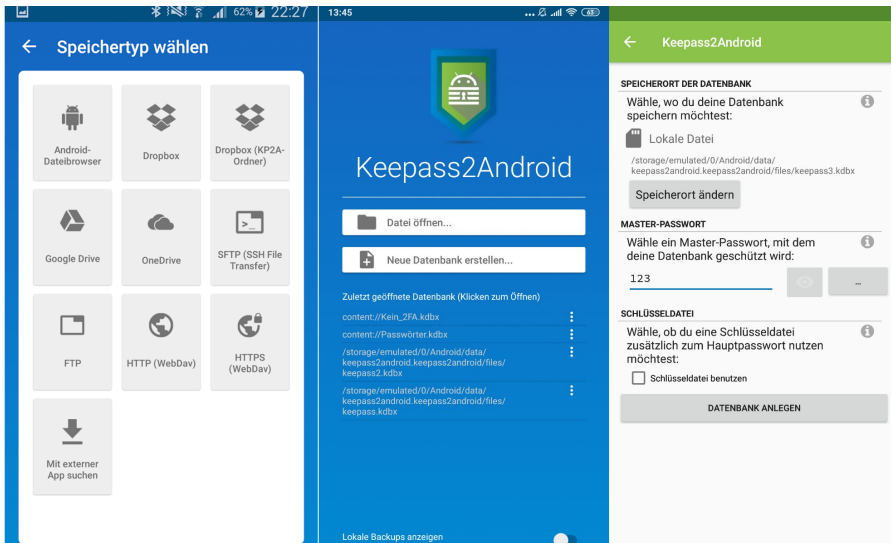 62% 22:27
Speichertyp wählen
Android-
Dateibrowser
Dropbox
Dropbox (KP2A-
Ordner)
Google Drive
OneDrive
SFTP (SSH File
Transfer)
FTP
HTTP (WebDav)
HTTPS
(WebDav)
Mit externer
App suchen
13:45
... 63
Keepass2Android
Datei öffnen...
Neue Datenbank erstellen...
Zuletzt geöffnete Datenbank (Klicken zum Öffnen)
content://Kein_2FA.kdbx
content://Passwörter.kdbx
/storage/emulated/0/Android/data/
keepass2android.keepass2android/files/
keepass2.kdbx
/storage/emulated/0/Android/data/
keepass2android.keepass2android/files/
keepass.kdbx
Lokale Backups anzeigen
Keepass2Android
SPEICHERORT DER DATENBANK
Wähle, wo du deine Datenbank
speichern möchtest:
Lokale Datei
/storage/emulated/0/Android/data/
keepass2android.keepass2android/files/keepass3.kdbx
Speicherort ändern
MASTER-PASSWORT
Wähle ein Master-Passwort, mit dem
deine Datenbank geschützt wird:
123
...
SCHLÜSSELDATEI
Wähle, ob du eine Schlüsseldatei
zusätzlich zum Hauptpasswort nutzen
möchtest:
Schlüsseldatei benutzen
DATENBANK ANLEGEN